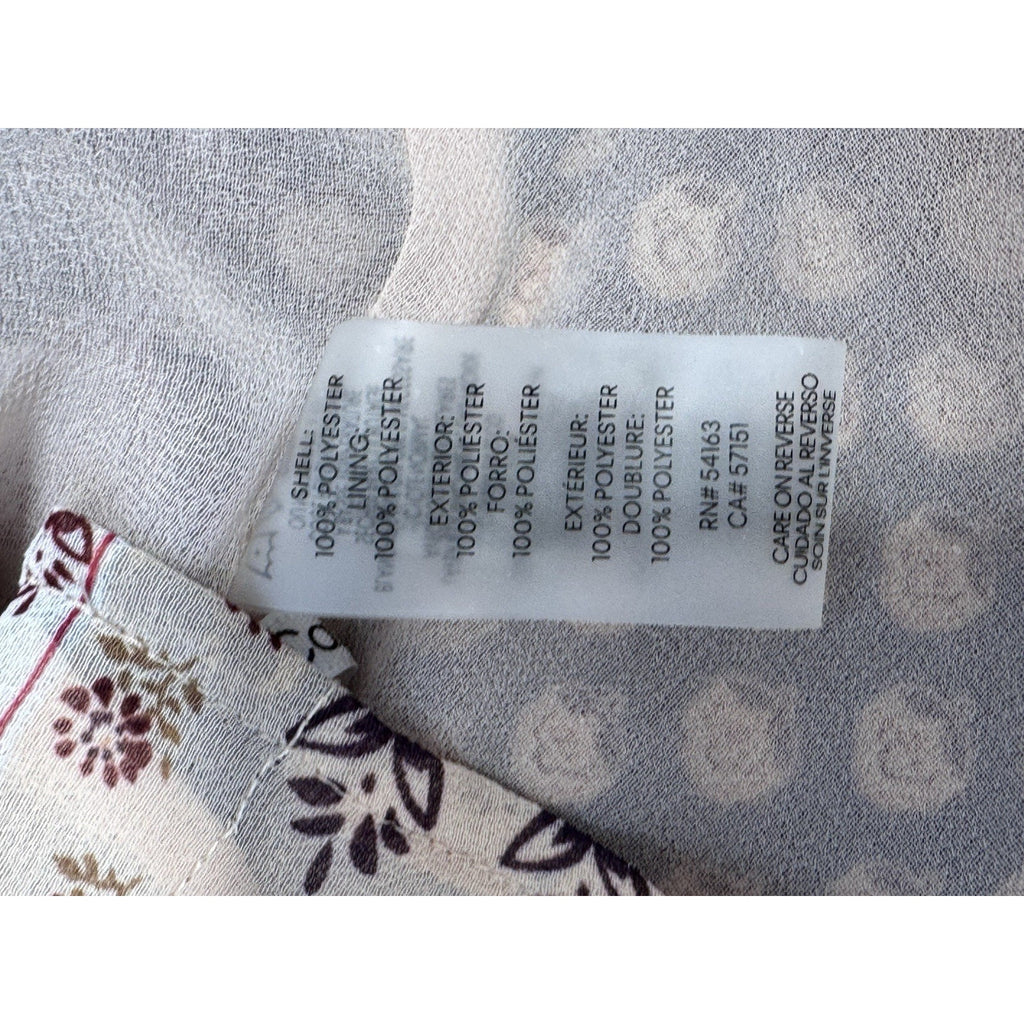 001/SHELL:
100% POLYESTER
LINING:
100% POLYESTER
EXTERIOR:
100% POLIÉSTER
FORRO:
100% POLIÉSTER
EXTÉRIEUR:
100% POLYESTER
DOUBLURE:
100% POLYESTER
RN# 54163
CA# 57151
CARE ON REVERSE
CUIDADO AL REVERSO
SOIN SUR L'INVERSE